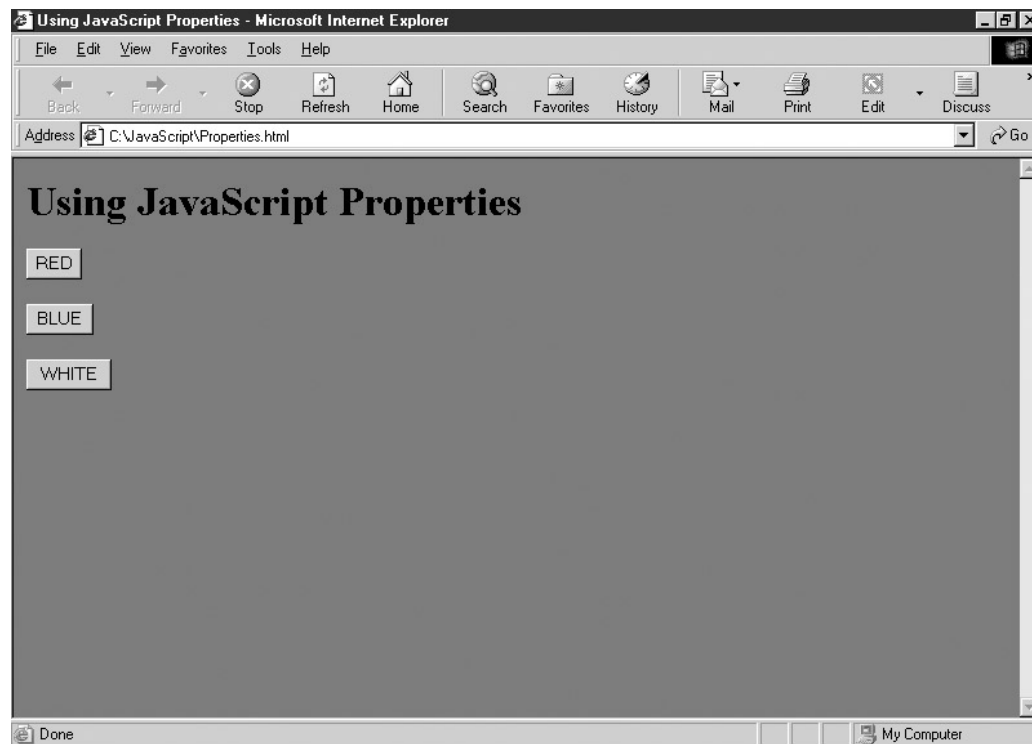 Using JavaScript Properties - Microsoft Internet Explorer
File Edit View Favorites Tools Help
Back Forward Stop Refresh Home Search Favorites History Mail Print Edit Discuss
Address C:\JavaScript\Properties.html Go
Using JavaScript Properties
RED
BLUE
WHITE
Done My Computer